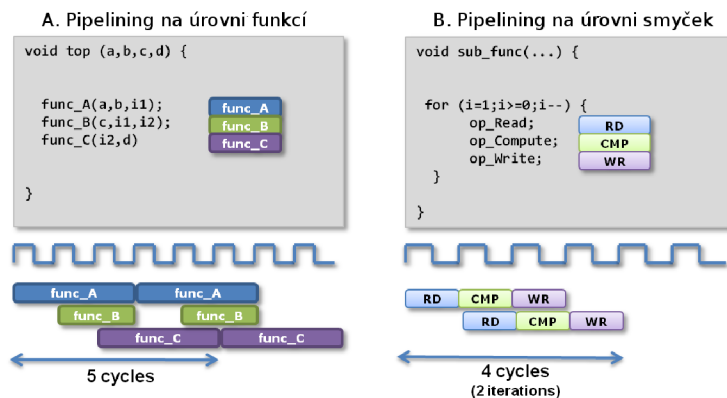 A. Pipelining na úrovni funkcí
void top (a,b,c,d) {
func_A(a,b,i1);
func_B(c,i1,i2);
func_C(i2,d)
}
func_A
func_B
func_C
func_A func_A
func_B func_B
func_C func_C
5 cycles
B. Pipelining na úrovni smyček
void sub_func(...) {
for (i=1;i>=0;i--) {
op_Read;
op_Compute;
op_Write;
}
}
RD
CMP
WR
RD CMP WR
RD CMP WR
4 cycles
(2 iterations)